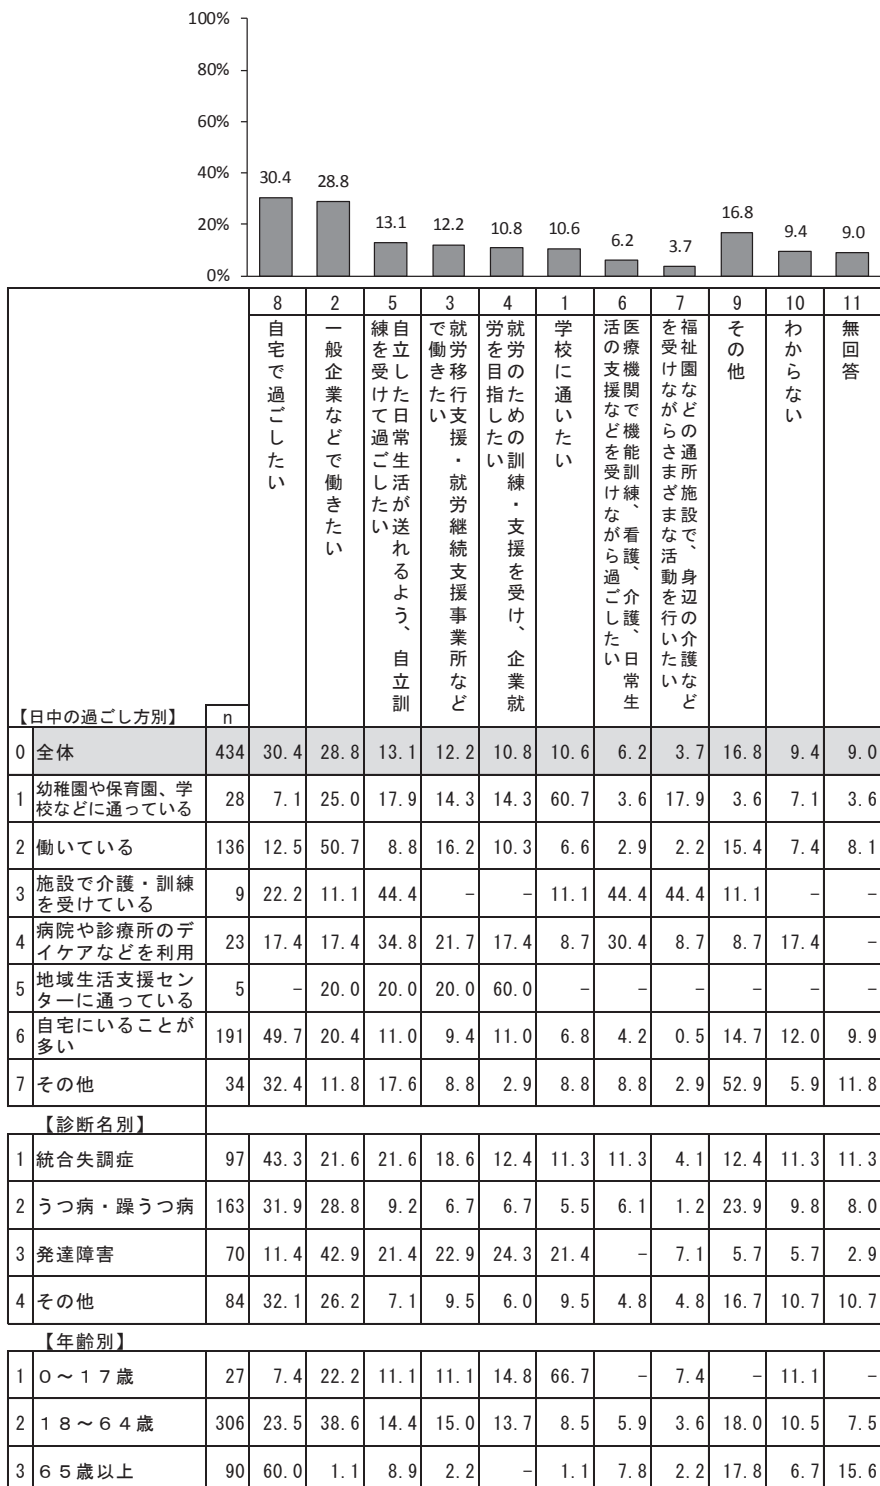 100%
80%
60%
40%
20%
0%
30.4 28.8 13.1 12.2 10.8 10.6 6.2 3.7 16.8 9.4 9.0
8 2 5 3 4 1 6 7 9 10 11
自宅で過ごしたい
一般企業などで働きたい
自立した日常生活が送れるよう、自立訓
練を受けて過ごしたい
就労移行支援・就労継続支援事業所など
で働きたい
就労のための訓練・支援を受け、企業就
労を目指したい
学校に通いたい
医療機関で機能訓練、看護、介護、日常生
活の支援などを受けながら過ごしたい
福祉園などの通所施設で、身辺の介護など
を受けながらさまざまな活動を行いたい
その他
わからない
無回答
【日中の過ごし方別】 n
0 全体 434 30.4 28.8 13.1 12.2 10.8 10.6 6.2 3.7 16.8 9.4 9.0
1 幼稚園や保育園、学
校などに通っている 28 7.1 25.0 17.9 14.3 14.3 60.7 3.6 17.9 3.6 7.1 3.6
2 働いている 136 12.5 50.7 8.8 16.2 10.3 6.6 2.9 2.2 15.4 7.4 8.1
3 施設で介護・訓練
を受けている 9 22.2 11.1 44.4 － － 11.1 44.4 44.4 11.1 － －
4 病院や診療所のデ
イケアなどを利用 23 17.4 17.4 34.8 21.7 17.4 8.7 30.4 8.7 8.7 17.4 －
5 地域生活支援セン
ターに通っている 5 － 20.0 20.0 20.0 60.0 － － － － － －
6 自宅にいることが
多い 191 49.7 20.4 11.0 9.4 11.0 6.8 4.2 0.5 14.7 12.0 9.9
7 その他 34 32.4 11.8 17.6 8.8 2.9 8.8 8.8 2.9 52.9 5.9 11.8
【診断名別】
1 統合失調症 97 43.3 21.6 21.6 18.6 12.4 11.3 11.3 4.1 12.4 11.3 11.3
2 うつ病・躁うつ病 163 31.9 28.8 9.2 6.7 6.7 5.5 6.1 1.2 23.9 9.8 8.0
3 発達障害 70 11.4 42.9 21.4 22.9 24.3 21.4 － 7.1 5.7 5.7 2.9
4 その他 84 32.1 26.2 7.1 9.5 6.0 9.5 4.8 4.8 16.7 10.7 10.7
【年齢別】
1 ０～１７歳 27 7.4 22.2 11.1 11.1 14.8 66.7 － 7.4 － 11.1 －
2 １８～６４歳 306 23.5 38.6 14.4 15.0 13.7 8.5 5.9 3.6 18.0 10.5 7.5
3 ６５歳以上 90 60.0 1.1 8.9 2.2 － 1.1 7.8 2.2 17.8 6.7 15.6